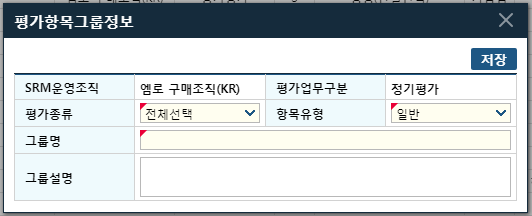 평가항목그룹정보
저장
SRM운영조직 엠로 구매조직(KR) 평가업무구분 정기평가
평가종류 전체선택 항목유형 일반
그룹명
그룹설명